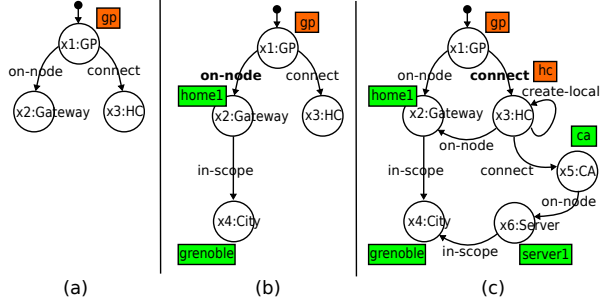 gp
x1:GP
on-node
connect
x2:Gateway
x3:HC
(a)
gp
x1:GP
on-node
connect
home1
x2:Gateway
x3:HC
in-scope
x4:City
grenoble
(b)
gp
x1:GP
on-node
connect
hc
home1
create-local
x2:Gateway
x3:HC
ca
on-node
in-scope
connect
x5:CA
on-node
x4:City
x6:Server
in-scope
grenoble
server1
(c)